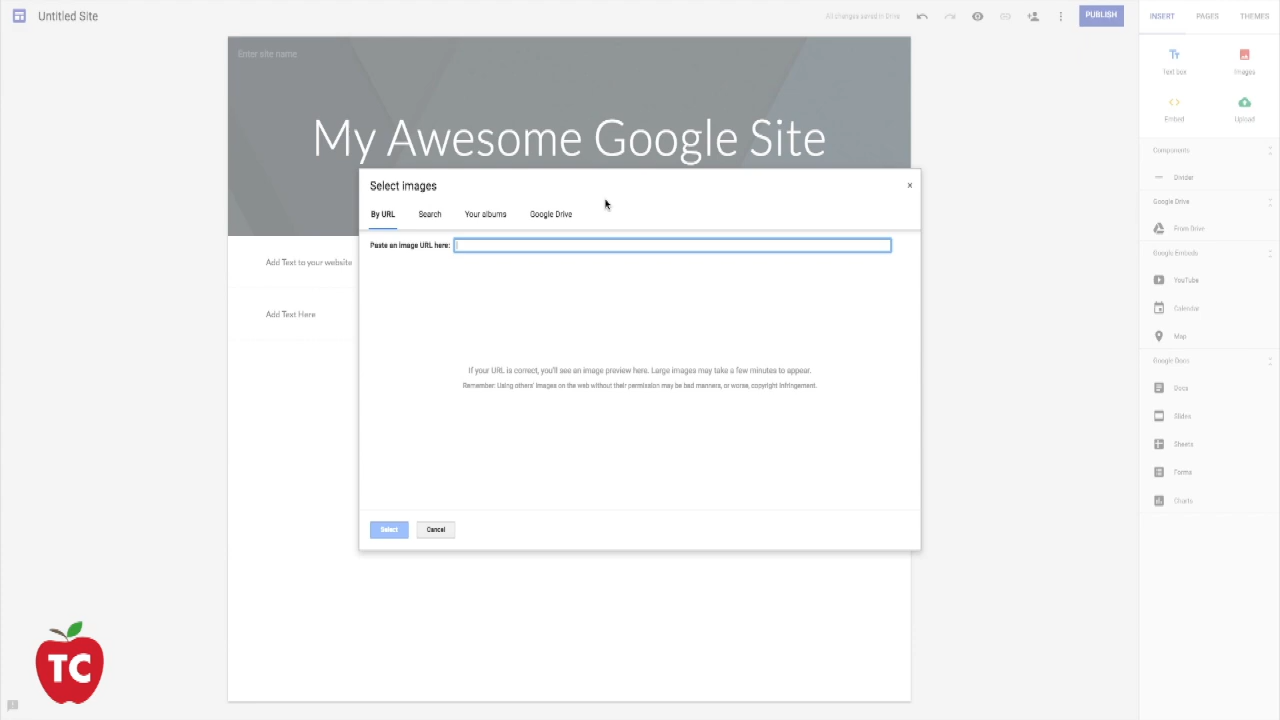 Untitled Site
All changes saved in Drive
PUBLISH
INSERT
PAGES
THEMES
Enter site name
My Awesome Google Site
Text box
Images
Embed
Upload
Components
Divider
Google Drive
From Drive
Google Embeds
YouTube
Calendar
Map
Google Docs
Docs
Slides
Sheets
Forms
Charts
Add Text to your website
Add Text Here
Select images
×
By URL
Search
Your albums
Google Drive
Paste an image URL here:
If your URL is correct, you'll see an image preview here. Large images may take a few minutes to appear.
Remember: Using others' images on the web without their permission may be bad manners, or worse, copyright infringement.
Select
Cancel
TC